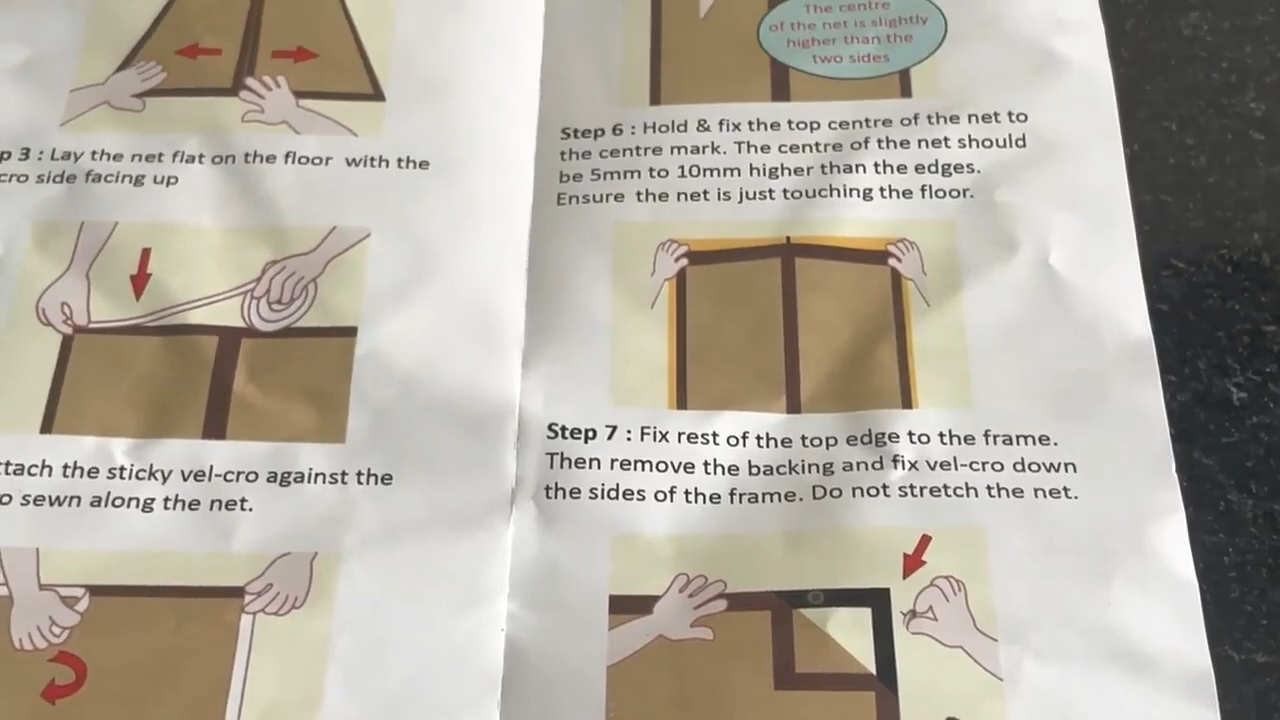 p 3 : Lay the net flat on the floor with the
cro side facing up
ttach the sticky vel-cro against the
o sewn along the net.
The centre
of the net is slightly
higher than the
two sides
Step 6 : Hold & fix the top centre of the net to
the centre mark. The centre of the net should
be 5mm to 10mm higher than the edges.
Ensure the net is just touching the floor.
Step 7 : Fix rest of the top edge to the frame.
Then remove the backing and fix vel-cro down
the sides of the frame. Do not stretch the net.